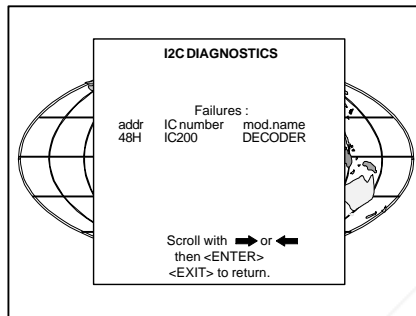 I2C DIAGNOSTICS
Failures :
addr IC number mod.name
48H IC200 DECODER
Scroll with ➡ or ⬅
then <ENTER>
<EXIT> to return.